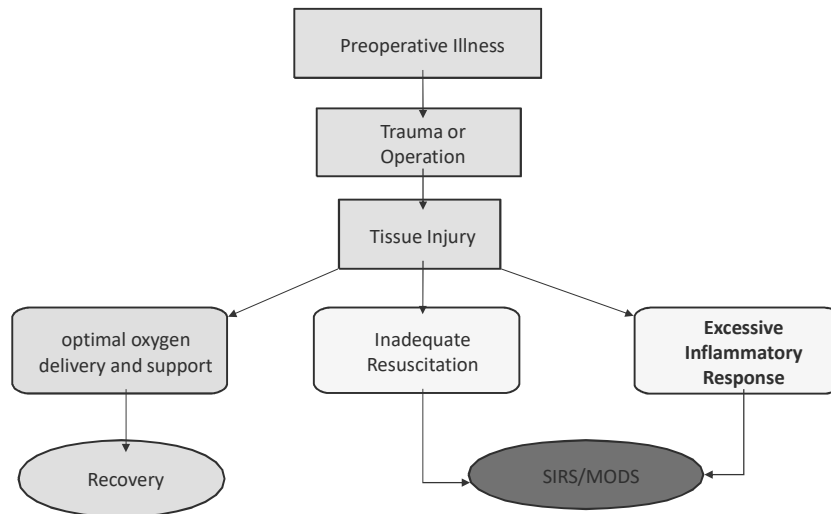 Preoperative Illness
Trauma or
Operation
Tissue Injury
optimal oxygen
delivery and support
Inadequate
Resuscitation
Excessive
Inflammatory
Response
Recovery
SIRS/MODS